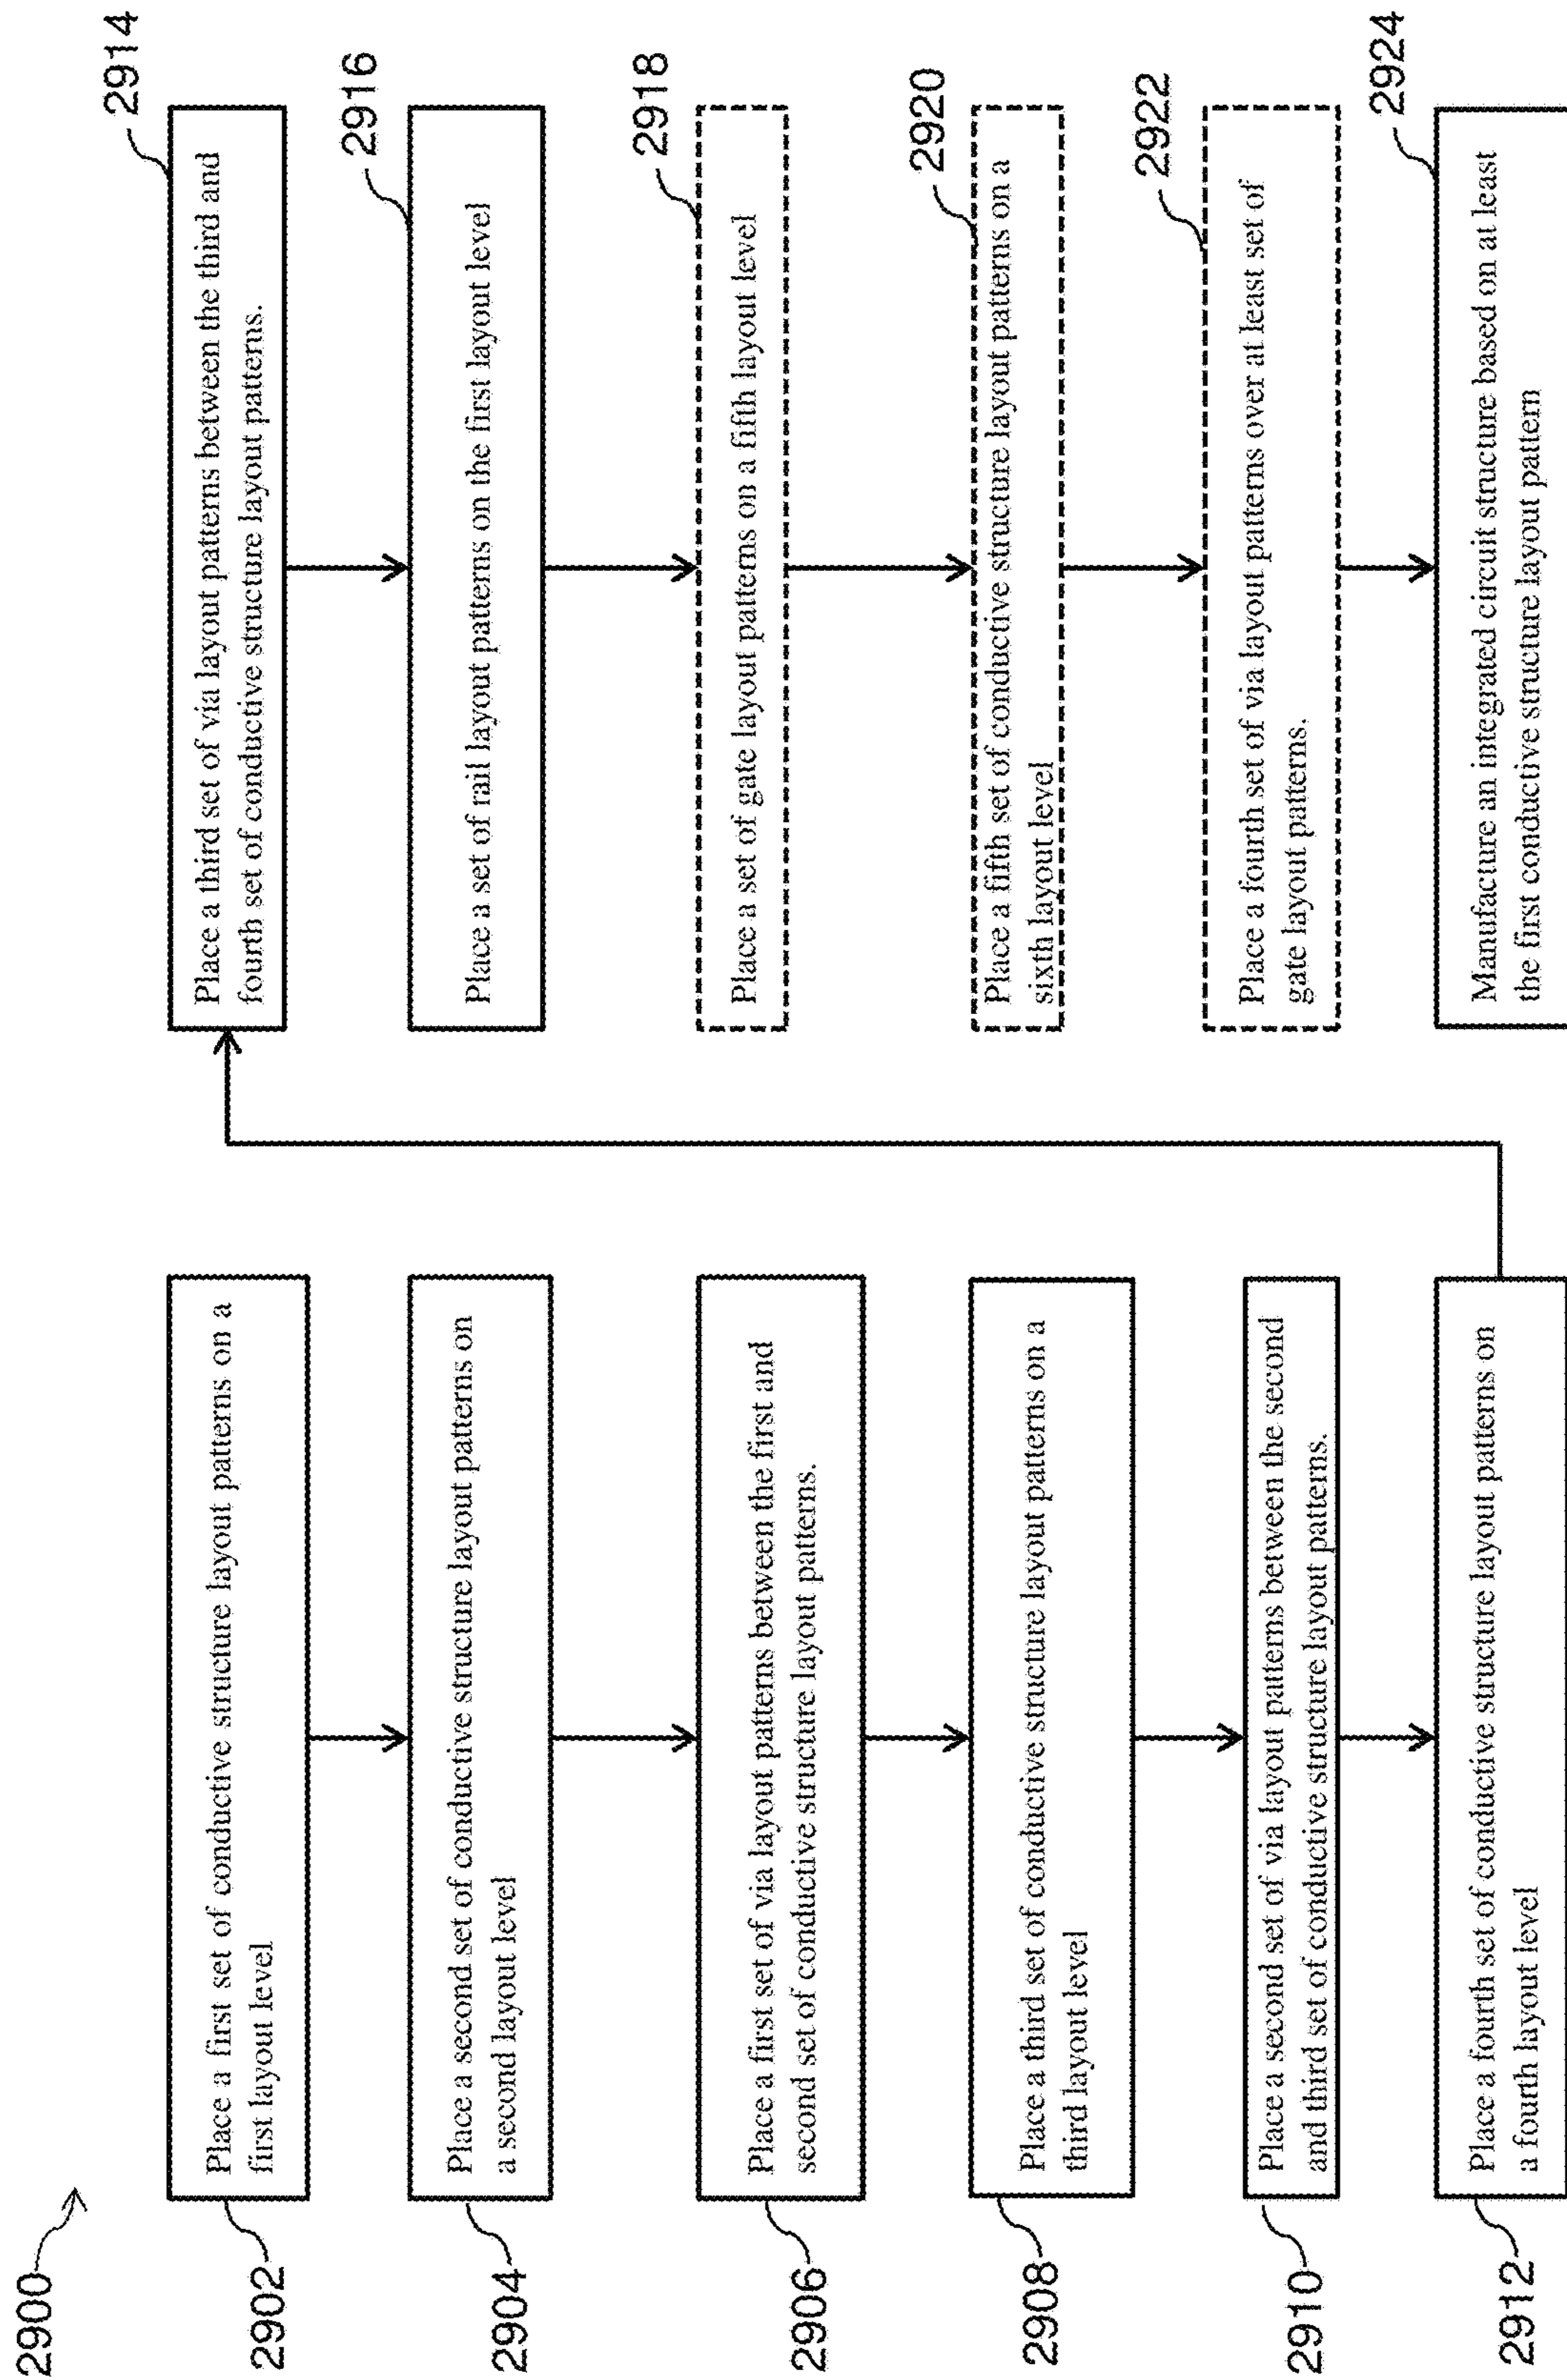 2900
2902
Place a first set of conductive structure layout patterns on a
first layout level
2904
Place a second set of conductive structure layout patterns on
a second layout level
2906
Place a first set of via layout patterns between the first and
second set of conductive structure layout patterns.
2908
Place a third set of conductive structure layout patterns on a
third layout level
2910
Place a second set of via layout patterns between the second
and third set of conductive structure layout patterns.
2912
Place a fourth set of conductive structure layout patterns on
a fourth layout level
2914
Place a third set of via layout patterns between the third and
fourth set of conductive structure layout patterns.
2916
Place a set of rail layout patterns on the first layout level
2918
Place a set of gate layout patterns on a fifth layout level
2920
Place a fifth set of conductive structure layout patterns on a
sixth layout level
2922
Place a fourth set of via layout patterns over at least set of
gate layout patterns.
2924
Manufacture an integrated circuit structure based on at least
the first conductive structure layout pattern